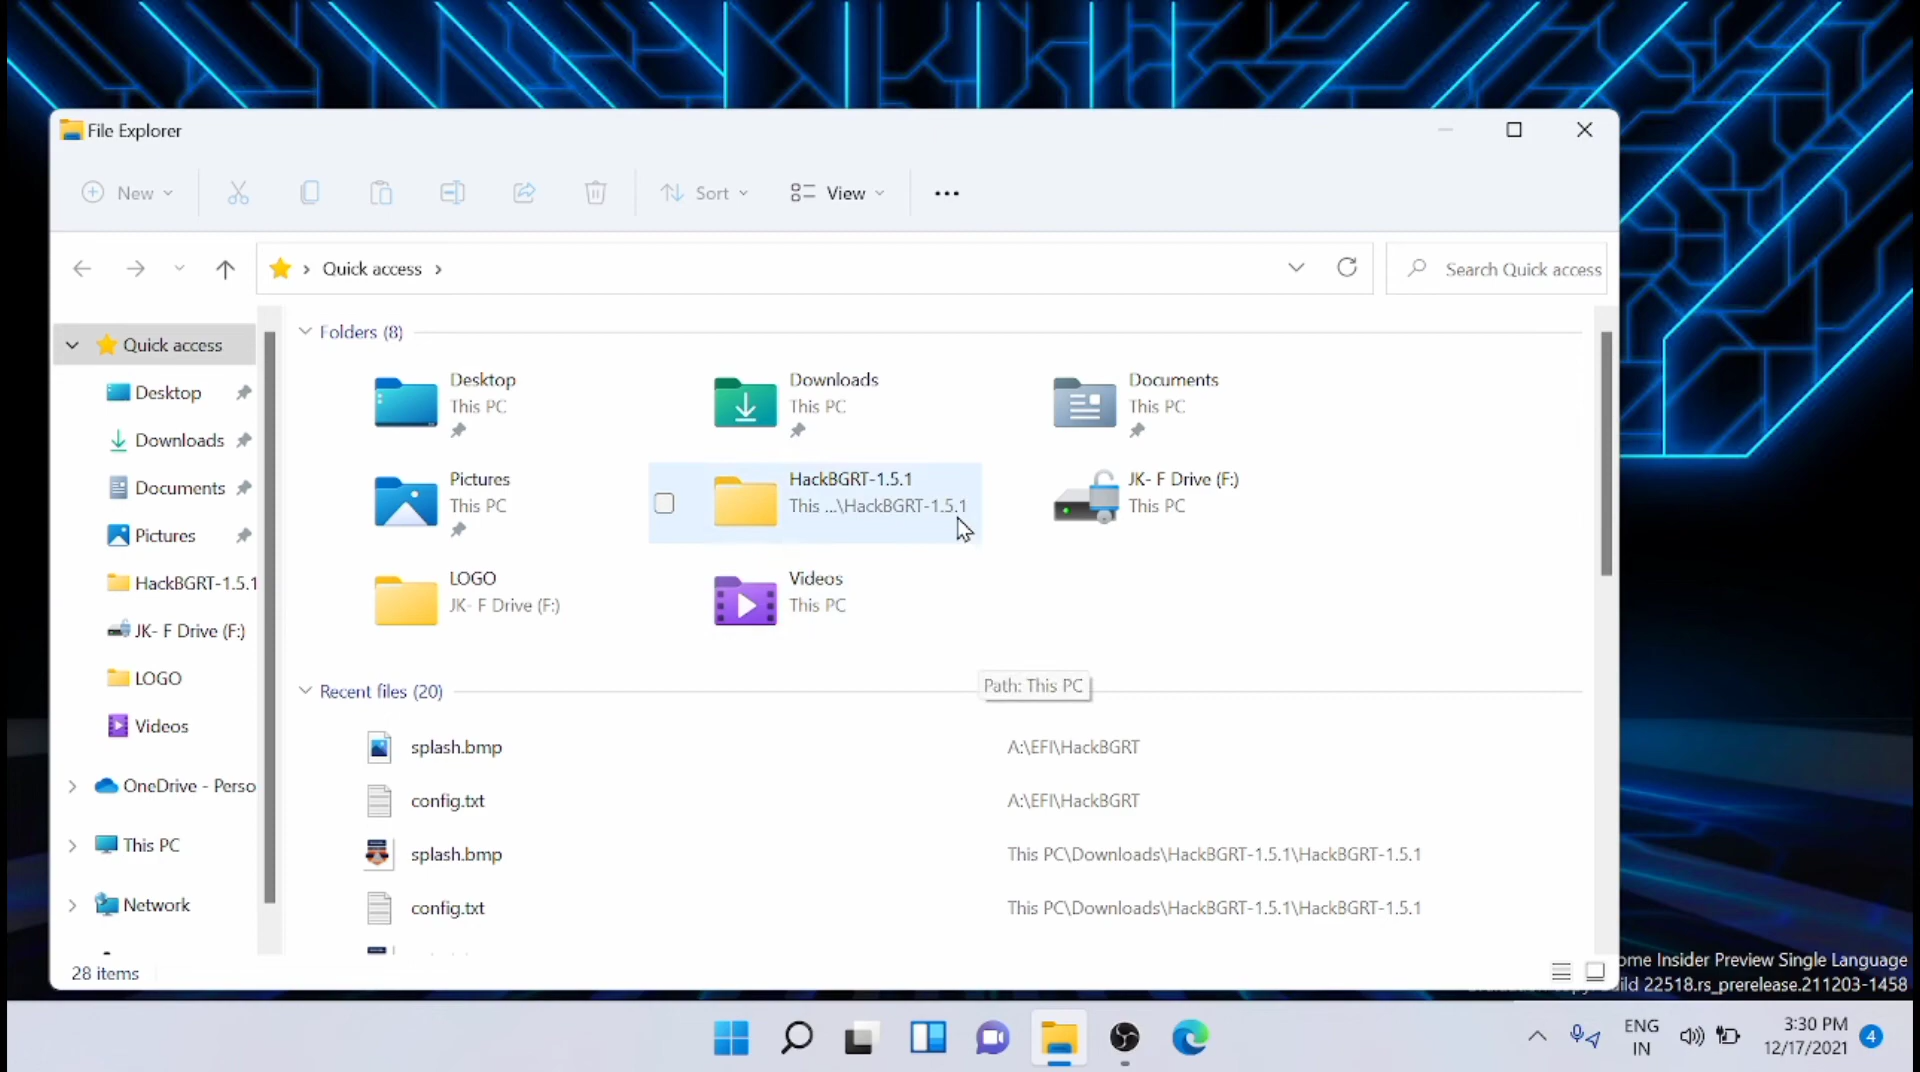 File Explorer
New
Sort
View
Quick access
Search Quick access
Quick access
Desktop
Downloads
Documents
Pictures
HackBGRT-1.5.1
JK- F Drive (F:)
LOGO
Videos
OneDrive - Perso
This PC
Network
Folders (8)
Desktop
This PC
Downloads
This PC
Documents
This PC
Pictures
This PC
HackBGRT-1.5.1
This ...\HackBGRT-1.5.1
JK- F Drive (F:)
This PC
LOGO
JK- F Drive (F:)
Videos
This PC
Path: This PC
Recent files (20)
splash.bmp A:\EFI\HackBGRT
config.txt A:\EFI\HackBGRT
splash.bmp This PC\Downloads\HackBGRT-1.5.1\HackBGRT-1.5.1
config.txt This PC\Downloads\HackBGRT-1.5.1\HackBGRT-1.5.1
28 items
ome Insider Preview Single Language
ild 22518.rs_prerelease.211203-1458
ENG
IN
3:30 PM
12/17/2021
4